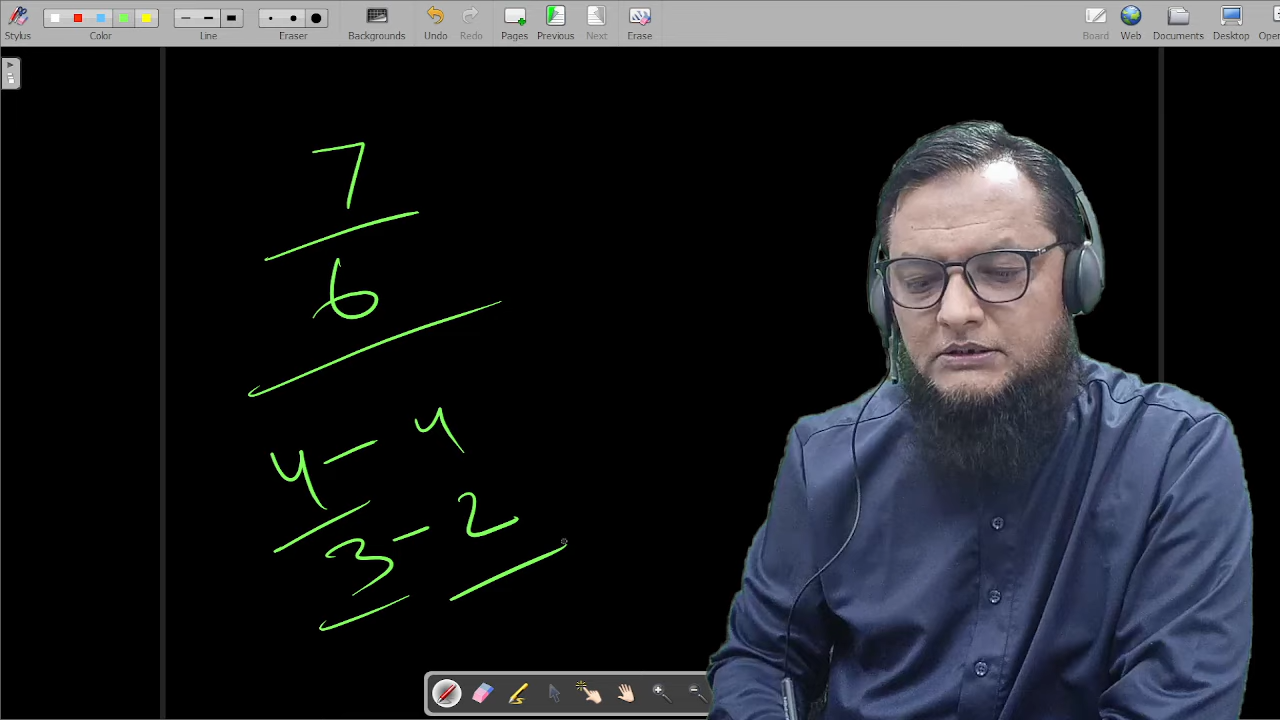 Stylus Color Line Eraser Backgrounds Undo Redo Pages Previous Next Erase Board Web Documents Desktop
7
6
4 - 4
3 - 2